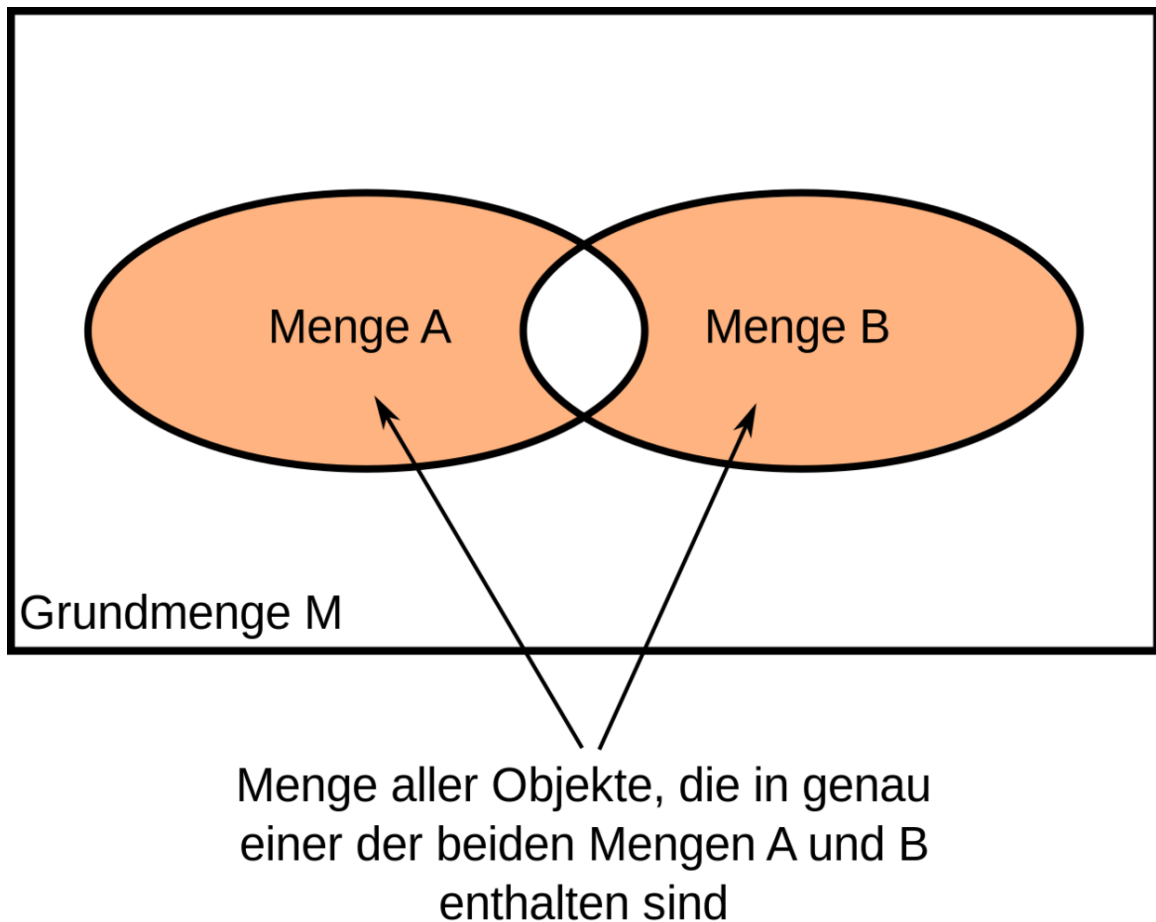 Menge A
Menge B
Grundmenge M
Menge aller Objekte, die in genau
einer der beiden Mengen A und B
enthalten sind